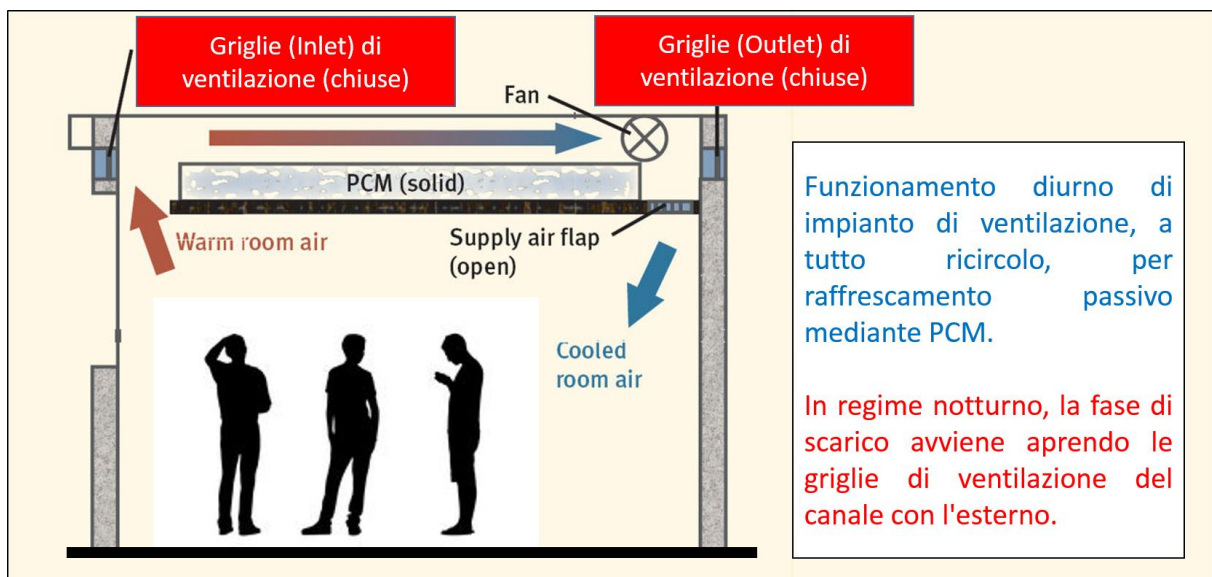 Griglie (Inlet) di
ventilazione (chiuse)
Griglie (Outlet) di
ventilazione (chiuse)
Fan
PCM (solid)
Warm room air
Supply air flap
(open)
Cooled
room air
Funzionamento diurno di
impianto di ventilazione, a
tutto ricircolo, per
raffrescamento passivo
mediante PCM.
In regime notturno, la fase di
scarico avviene aprendo le
griglie di ventilazione del
canale con l'esterno.